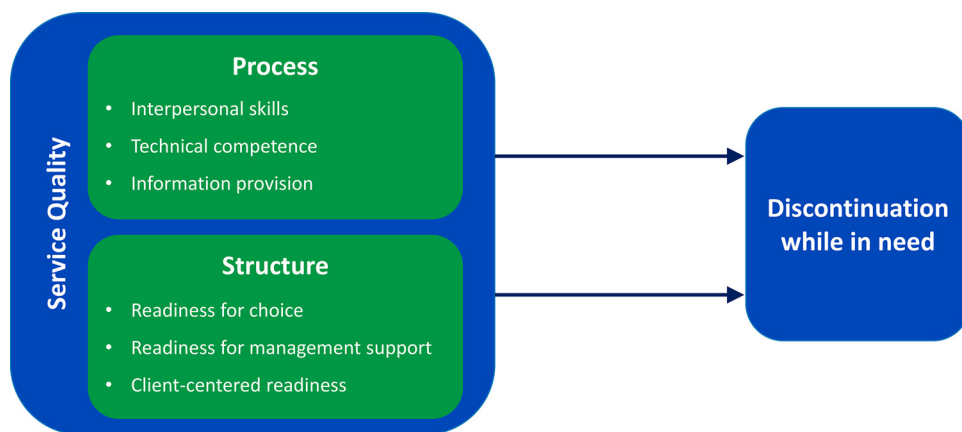 Service Quality
Process
• Interpersonal skills
• Technical competence
• Information provision
Structure
• Readiness for choice
• Readiness for management support
• Client-centered readiness
Discontinuation
while in need